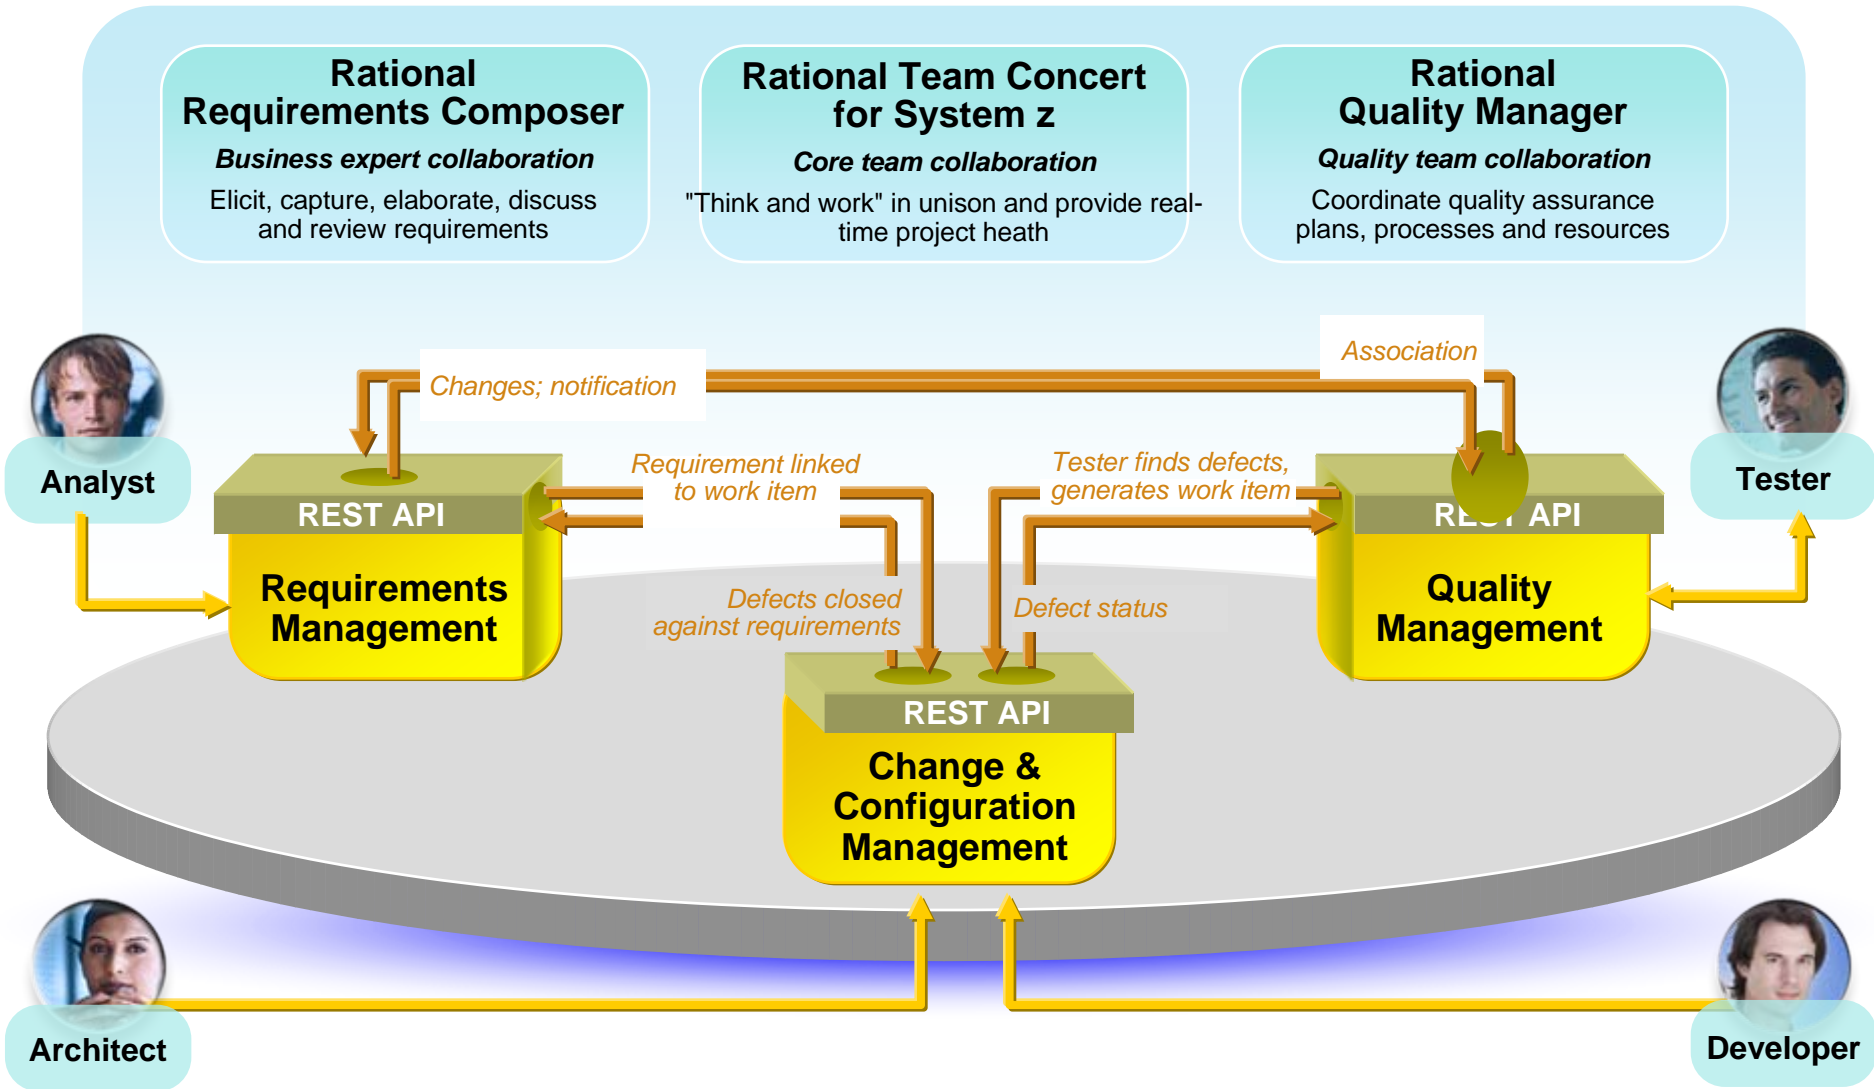 Rational
Requirements Composer
Business expert collaboration
Elicit, capture, elaborate, discuss
and review requirements
Rational Team Concert
for System z
Core team collaboration
"Think and work" in unison and provide real-
time project heath
Rational
Quality Manager
Quality team collaboration
Coordinate quality assurance
plans, processes and resources
Association
Changes; notification
Analyst
Requirement linked
to work item
Tester finds defects,
generates work item
Tester
REST API
Requirements
Management
REST API
Quality
Management
Defects closed
against requirements
Defect status
REST API
Change &
Configuration
Management
Architect
Developer